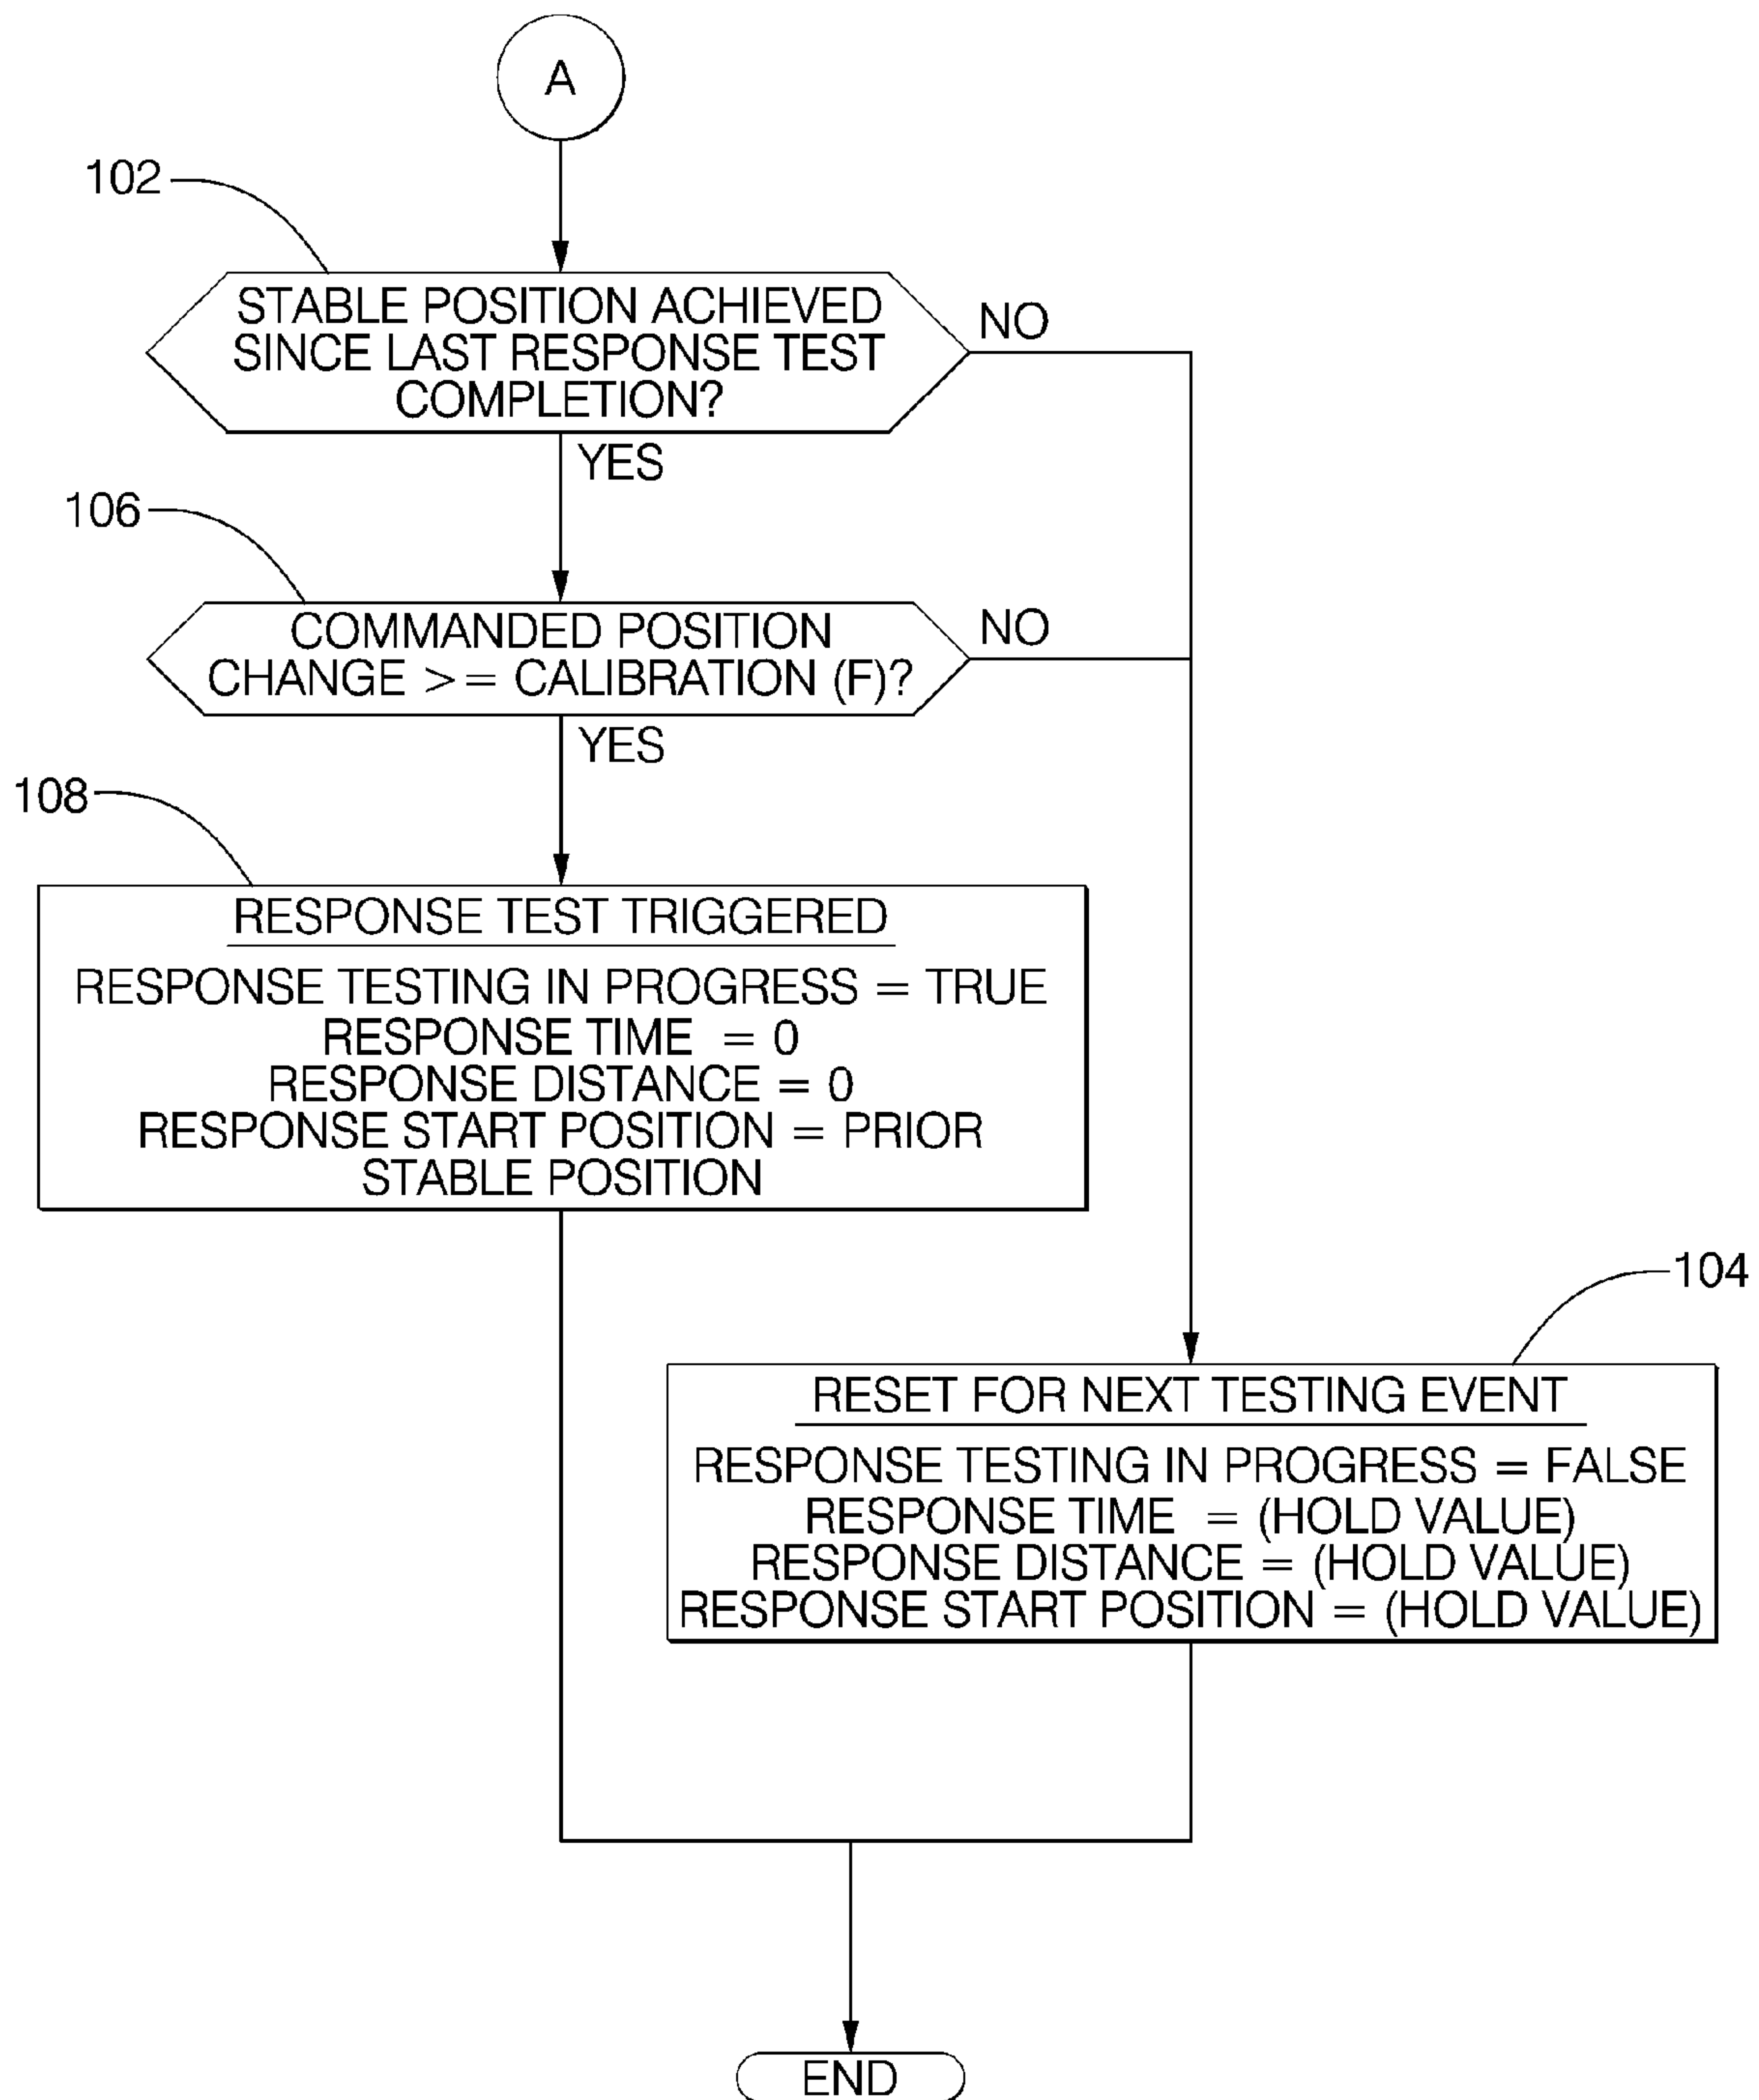 A
102
STABLE POSITION ACHIEVED
SINCE LAST RESPONSE TEST
COMPLETION?
NO
YES
106
COMMANDED POSITION
CHANGE >= CALIBRATION (F)?
NO
YES
108
RESPONSE TEST TRIGGERED
RESPONSE TESTING IN PROGRESS = TRUE
RESPONSE TIME = 0
RESPONSE DISTANCE = 0
RESPONSE START POSITION = PRIOR
STABLE POSITION
104
RESET FOR NEXT TESTING EVENT
RESPONSE TESTING IN PROGRESS = FALSE
RESPONSE TIME = (HOLD VALUE)
RESPONSE DISTANCE = (HOLD VALUE)
RESPONSE START POSITION = (HOLD VALUE)
END